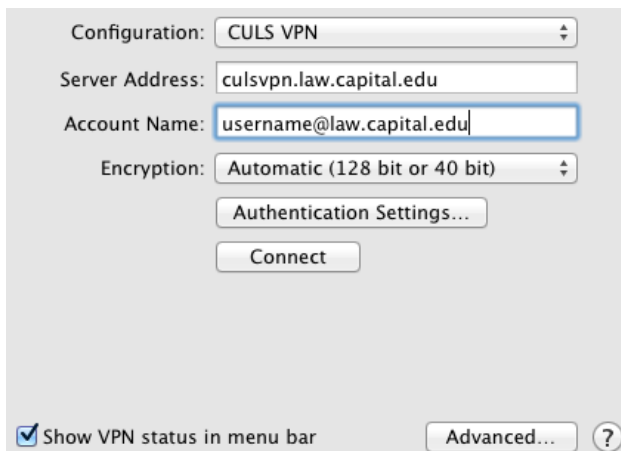 Configuration: CULS VPN
Server Address: culsvpn.law.capital.edu
Account Name: username@law.capital.edu
Encryption: Automatic (128 bit or 40 bit)
Authentication Settings...
Connect
Show VPN status in menu bar Advanced... ?